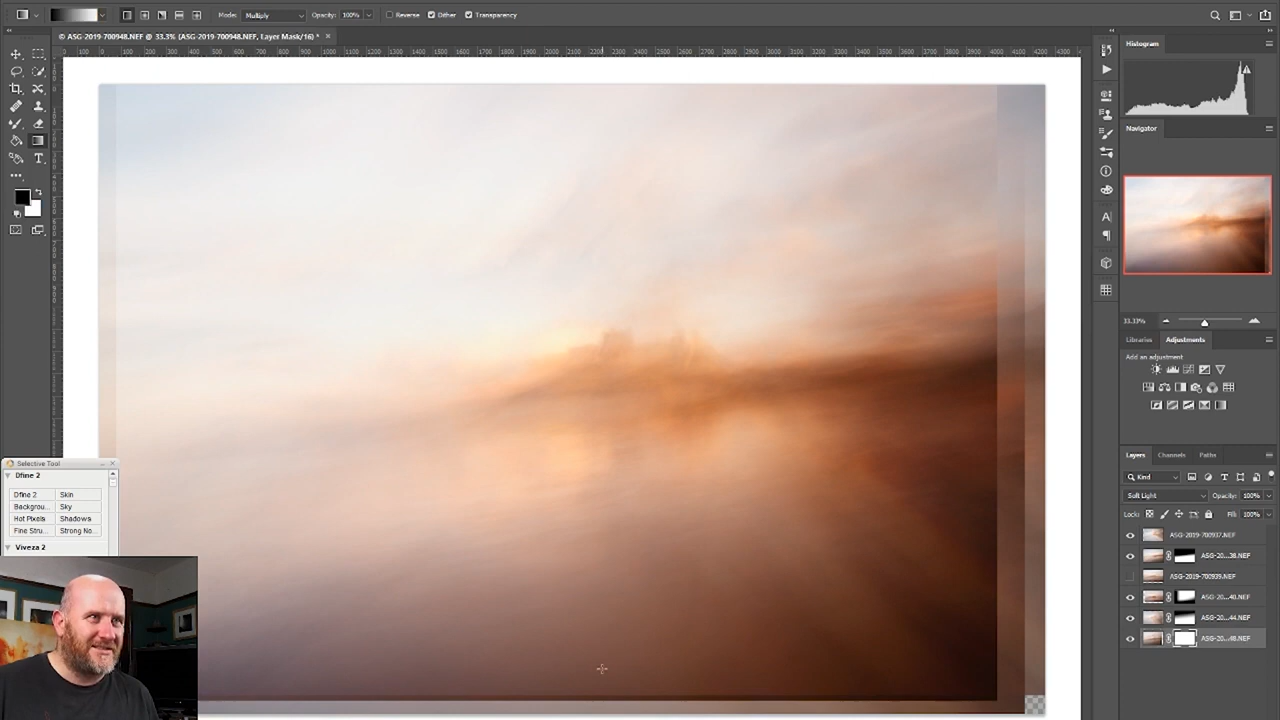 Mode: Multiply Opacity: 100% Reverse Dither Transparency
© ASG-2019-700948.NEF @ 33.3% (ASG-2019-700948.NEF, Layer Mask/16) * ×
Histogram
Navigator
33.33%
Libraries Adjustments
Add an adjustment
Layers Channels Paths
Kind
Soft Light Opacity: 100%
Lock: Fill: 100%
ASG-2019-700937.NEF
ASG-20...38.NEF
ASG-2019-700939.NEF
ASG-20...40.NEF
ASG-20...44.NEF
ASG-20...48.NEF
Selective Tool
Dfine 2
Dfine 2 Skin
Backgrou... Sky
Hot Pixels Shadows
Fine Stru... Strong No...
Viveza 2